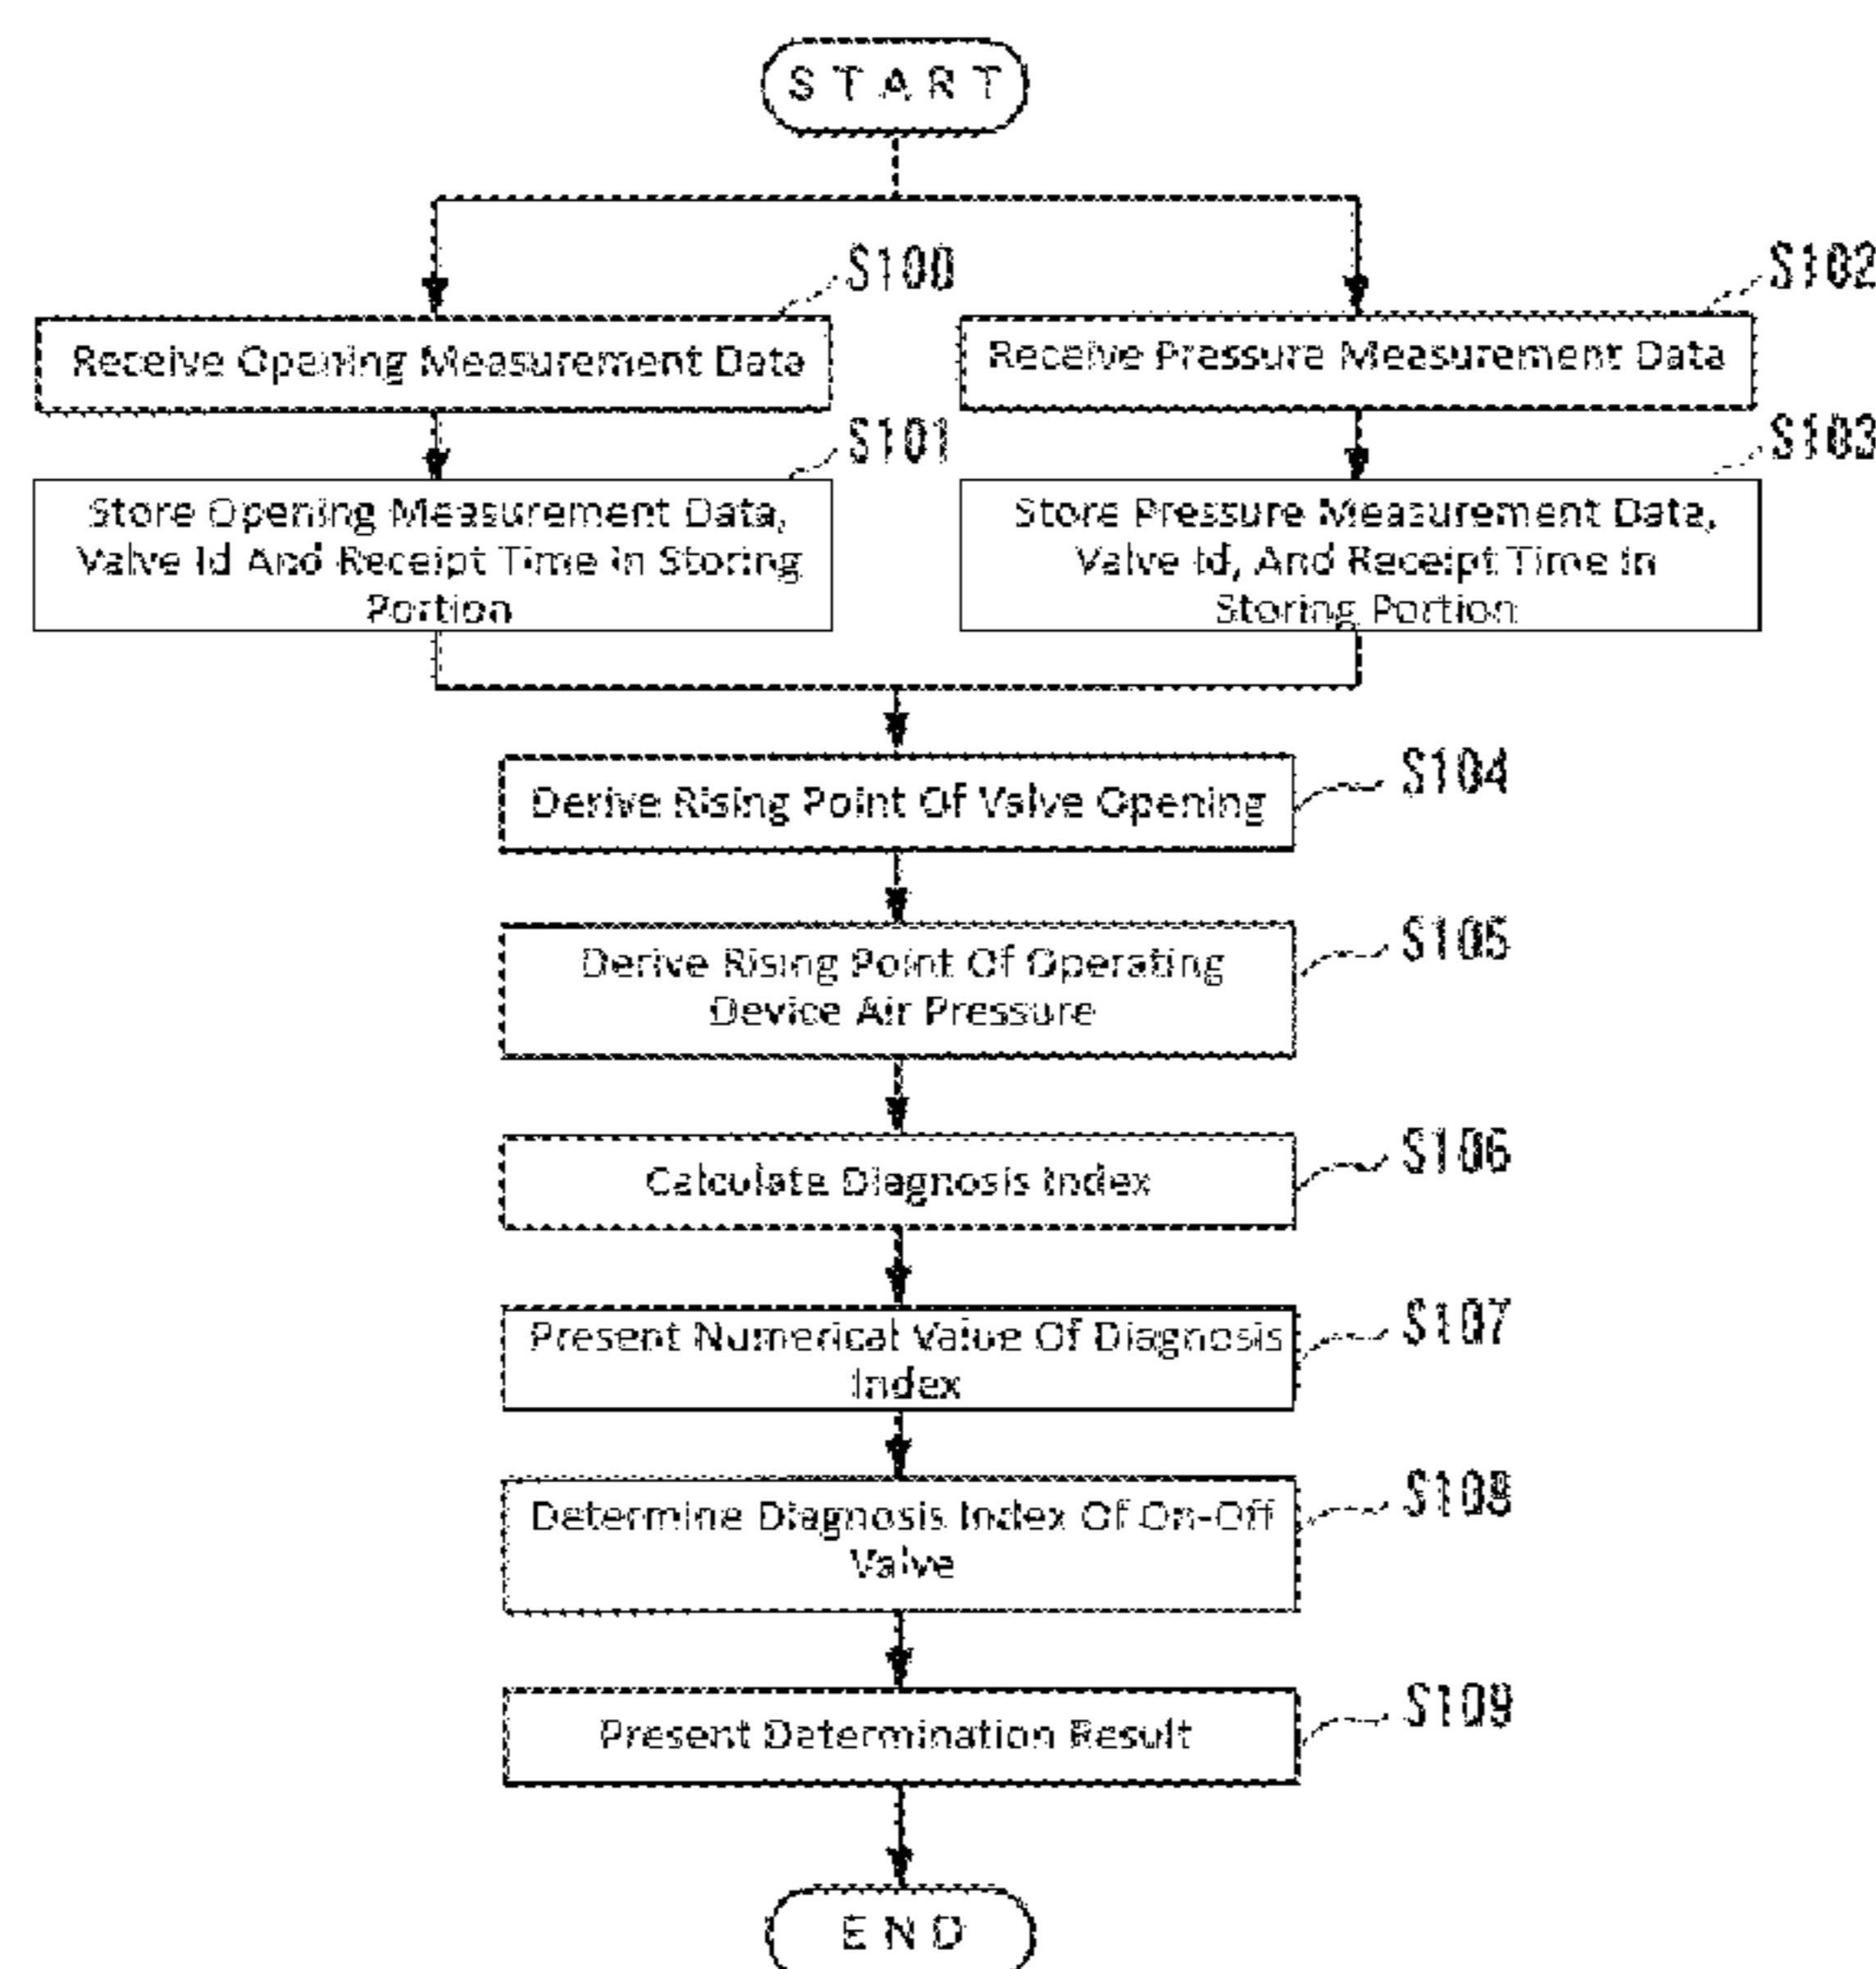 START
S100
S102
Receive Opening Measurement Data
Receive Pressure Measurement Data
S101
S103
Store Opening Measurement Data,
Valve Id And Receipt Time In Storing
Portion
Store Pressure Measurement Data,
Valve Id, And Receipt Time In
Storing Portion
Derive Rising Point Of Valve Opening
S104
Derive Rising Point Of Operating
Device Air Pressure
S105
Calculate Diagnosis Index
S106
Present Numerical Value Of Diagnosis
Index
S107
Determine Diagnosis Index Of On-Off
Valve
S108
Present Determination Result
S109
END